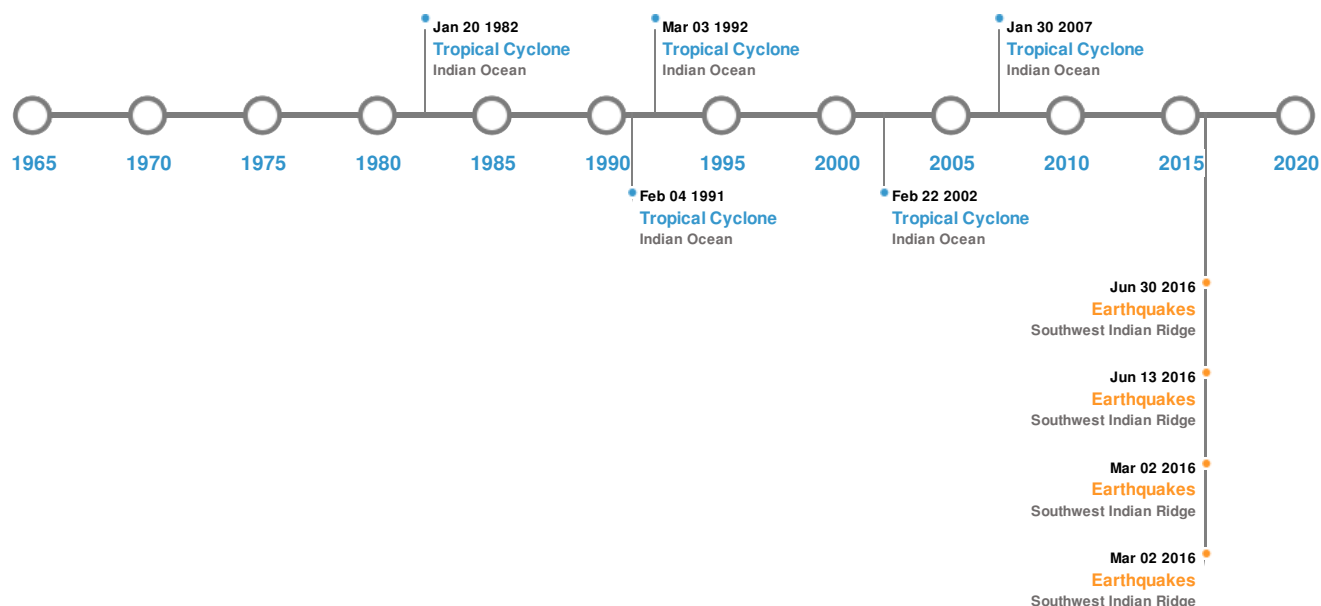 Jan 20 1982
Tropical Cyclone
Indian Ocean
Mar 03 1992
Tropical Cyclone
Indian Ocean
Jan 30 2007
Tropical Cyclone
Indian Ocean
1965 1970 1975 1980 1985 1990 1995 2000 2005 2010 2015 2020
Feb 04 1991
Tropical Cyclone
Indian Ocean
Feb 22 2002
Tropical Cyclone
Indian Ocean
Jun 30 2016
Earthquakes
Southwest Indian Ridge
Jun 13 2016
Earthquakes
Southwest Indian Ridge
Mar 02 2016
Earthquakes
Southwest Indian Ridge
Mar 02 2016
Earthquakes
Southwest Indian Ridge